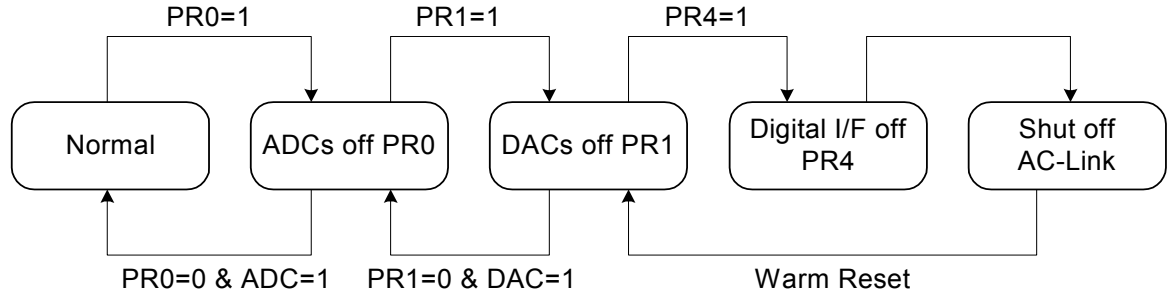 PR0=1
PR1=1
PR4=1
Normal
ADCs off PR0
DACs off PR1
Digital I/F off
PR4
Shut off
AC-Link
PR0=0 & ADC=1
PR1=0 & DAC=1
Warm Reset